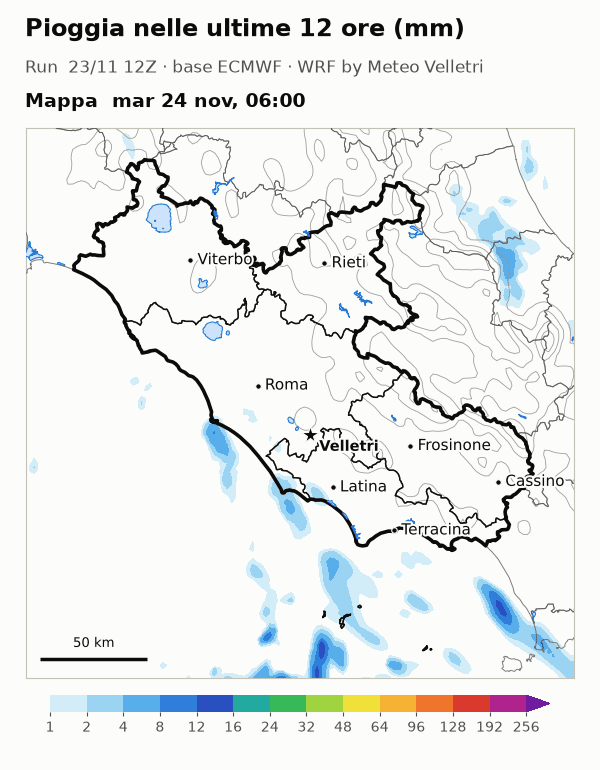 Pioggia nelle ultime 12 ore (mm)
Run  23/11 12Z · base ECMWF · WRF by Meteo Velletri
Mappa  mar 24 nov, 06:00
Viterbo
Rieti
Roma
Velletri
Frosinone
Cassino
Latina
Terracina
50 km
1 2 4 8 12 16 24 32 48 64 96 128 192 256